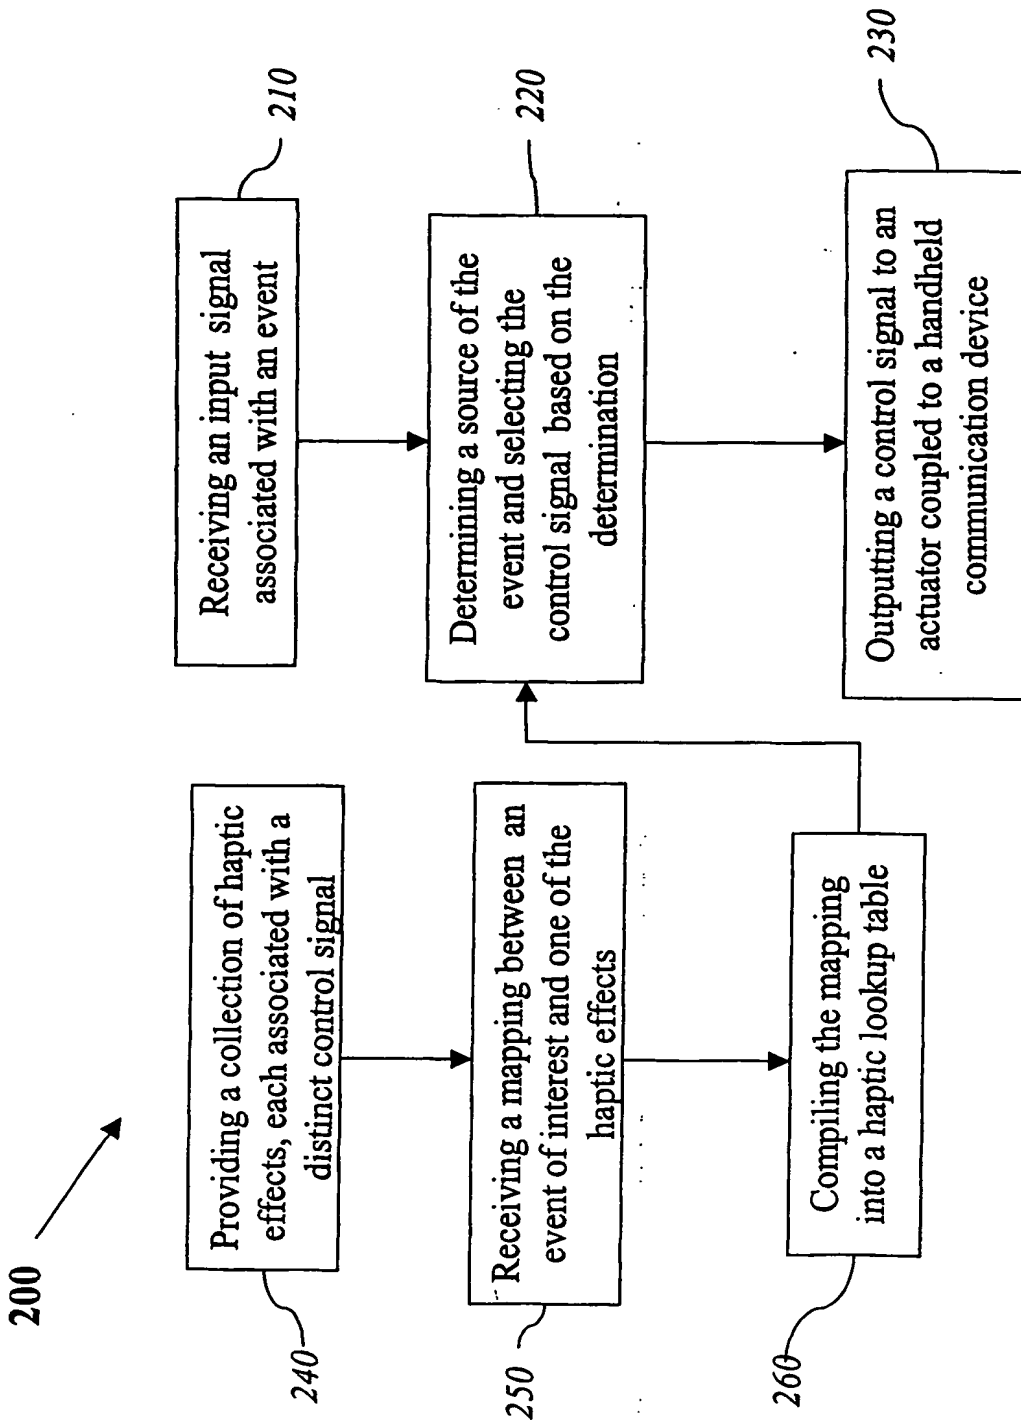 200
Providing a collection of haptic
effects, each associated with a
distinct control signal
240
Receiving a mapping between an
event of interest and one of the
haptic effects
250
Compiling the mapping
into a haptic lookup table
260
Receiving an input signal
associated with an event
210
Determining a source of the
event and selecting the
control signal based on the
determination
220
Outputting a control signal to an
actuator coupled to a handheld
communication device
230